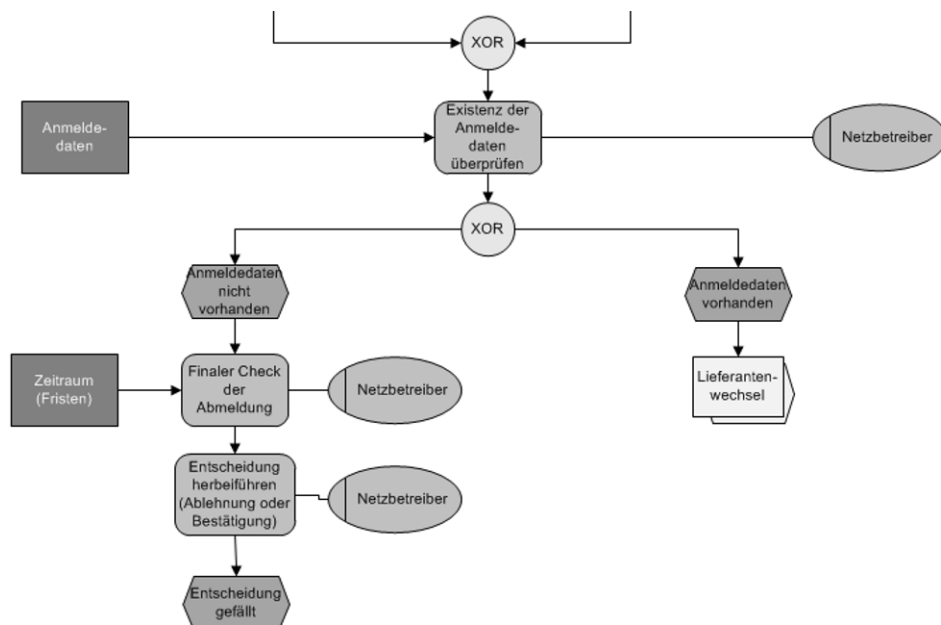 XOR
Anmelde-
daten
Existenz der
Anmelde-
daten
überprüfen
Netzbetreiber
XOR
Anmeldedaten
nicht
vorhanden
Anmeldedaten
vorhanden
Zeitraum
(Fristen)
Finaler Check
der
Abmeldung
Netzbetreiber
Lieferanten-
wechsel
Entscheidung
herbeiführen
(Ablehnung oder
Bestätigung)
Netzbetreiber
Entscheidung
gefällt